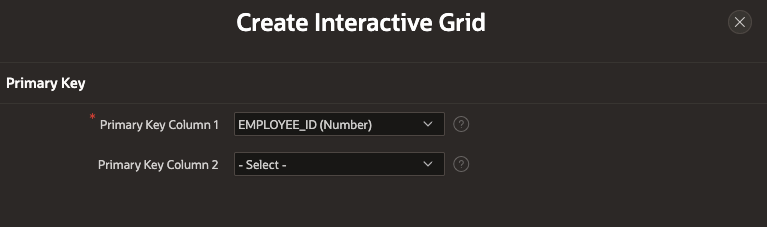 Create Interactive Grid
Primary Key
* Primary Key Column 1 EMPLOYEE_ID (Number) ?
Primary Key Column 2 - Select - ?